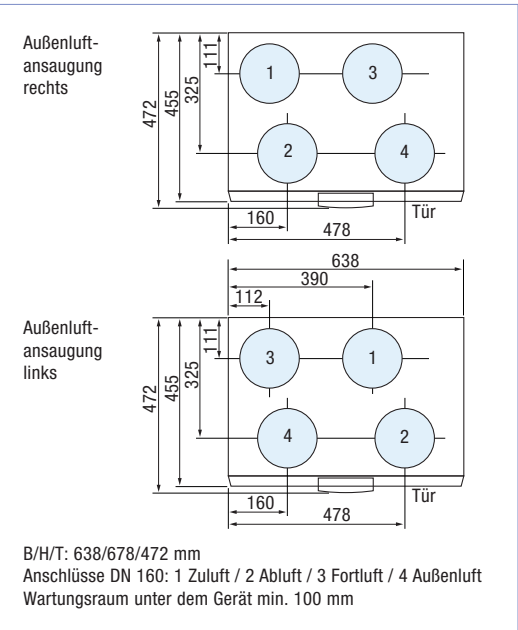 Außenluft-
ansaugung
rechts
111
325
455
472
1
3
2
4
Tür
160
478
638
390
112
Außenluft-
ansaugung
links
111
325
455
472
3
1
4
2
Tür
160
478
B/H/T: 638/678/472 mm
Anschlüsse DN 160: 1 Zuluft / 2 Abluft / 3 Fortluft / 4 Außenluft
Wartungsraum unter dem Gerät min. 100 mm